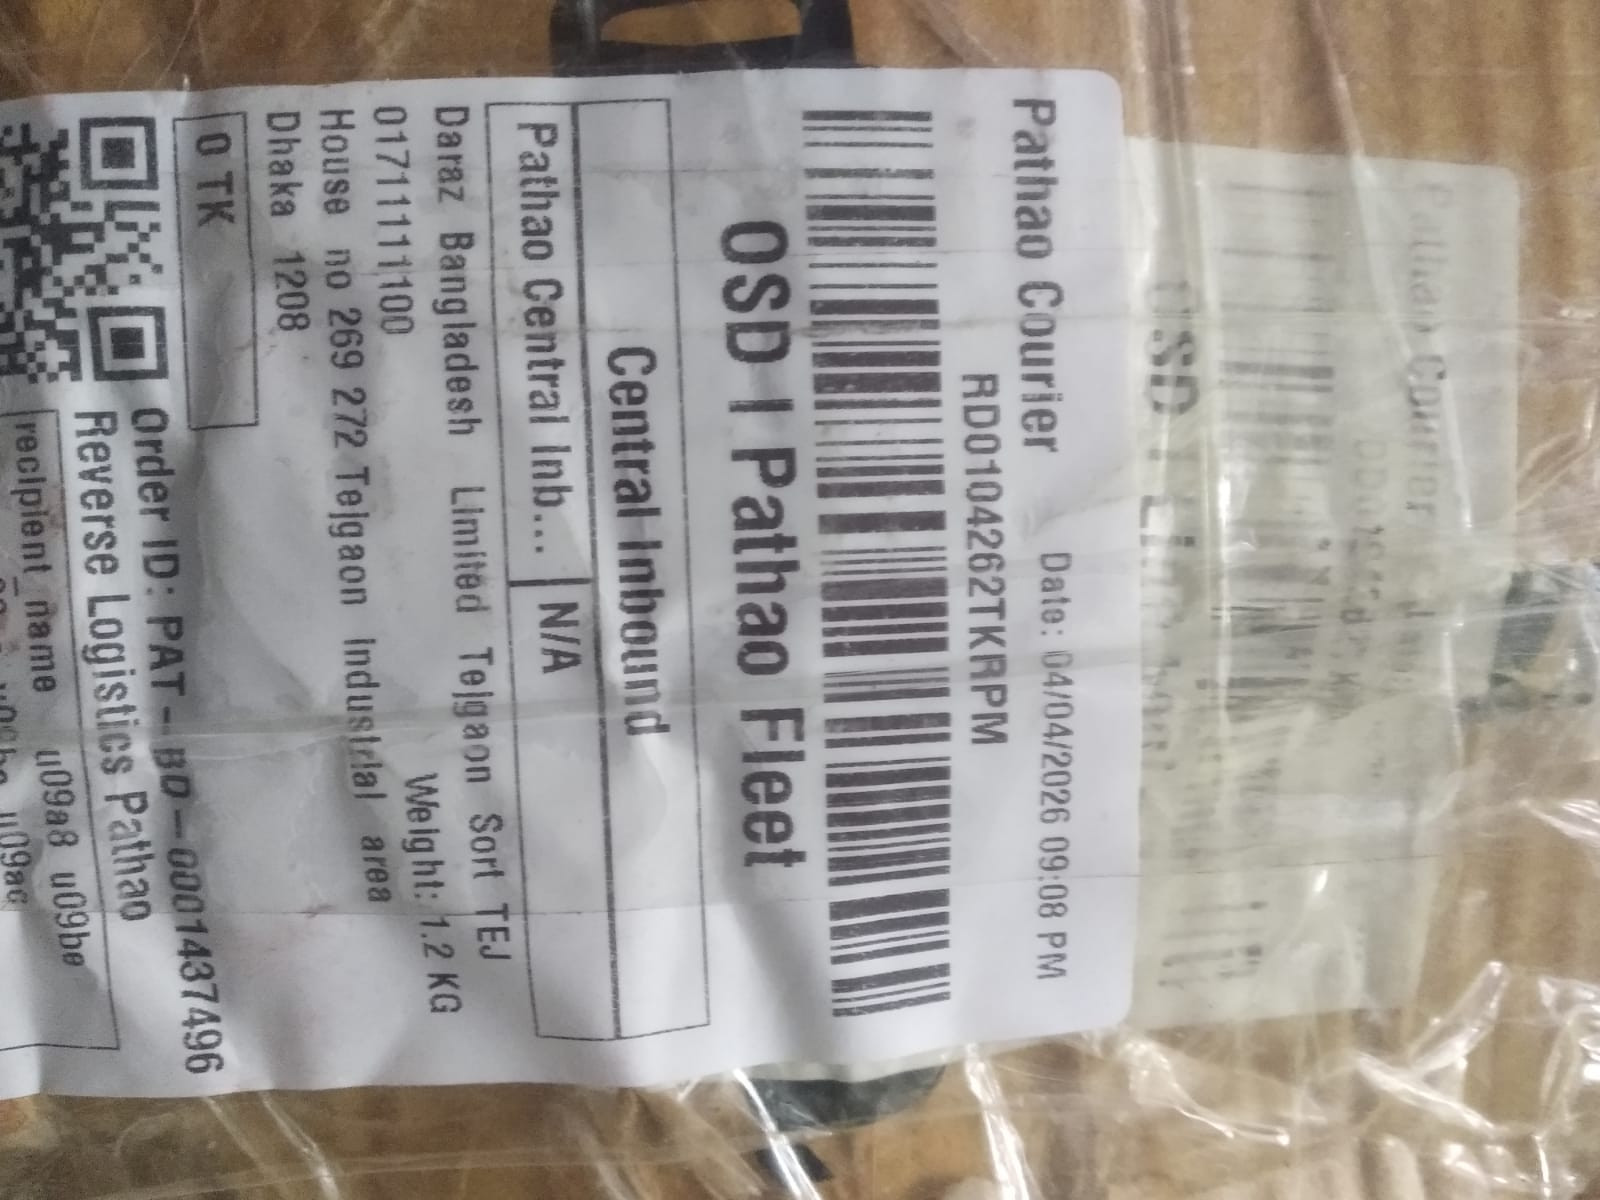 Pathao Courier Date: 04/04/2026 09:08 PM
RD0104262TKRPM
OSD | Pathao Fleet
Central Inbound
Pathao Central Inb... N/A
Daraz Bangladesh Limited Tejgaon Sort TEJ
01711111100 Weight: 1.2 KG
House no 269 272 Tejgaon Industrial area
Dhaka 1208
0 TK
Order ID: PAT-BD-0001437496
Reverse Logistics Pathao
recipient_name u09a8 u09be